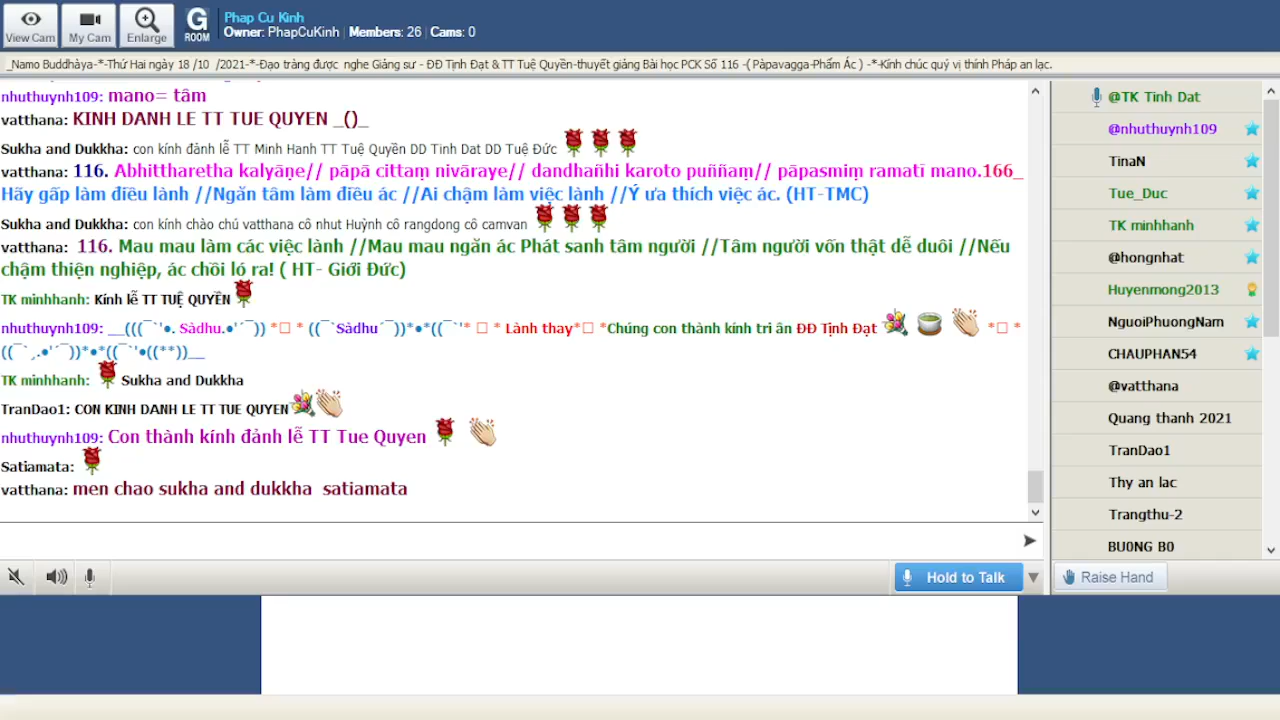 View Cam
My Cam
Enlarge
G
ROOM
Phap Cu Kinh
Owner: PhapCuKinh | Members: 26 | Cams: 0
_Namo Buddhàya-*-Thứ Hai ngày 18 /10 /2021-*-Đạo tràng được nghe Giảng sư - ĐĐ Tịnh Đạt & TT Tuệ Quyền-thuyết giảng Bài học PCK Số 116 -( Pàpavagga-Phẩm Ác ) -*-Kính chúc quý vị thính Pháp an lạc.
nhuthuynh109: mano= tâm
vatthana: KINH DANH LE TT TUE QUYEN _()_
Sukha and Dukkha: con kính đảnh lễ TT Minh Hanh TT Tuệ Quyền DD Tinh Dat DD Tuệ Đức
vatthana: 116. Abhittharetha kalyāṇe// pāpā cittaṃ nivāraye// dandhañhi karoto puññaṃ// pāpasmiṃ ramatī mano.166_
Hãy gấp làm điều lành //Ngăn tâm làm điều ác //Ai chậm làm việc lành //Ý ưa thích việc ác. (HT-TMC)
Sukha and Dukkha: con kính chào chú vatthana cô nhut Huỳnh cô rangdong cô camvan
vatthana: 116. Mau mau làm các việc lành //Mau mau ngăn ác Phát sanh tâm người //Tâm người vốn thật dễ duôi //Nếu
chậm thiện nghiệp, ác chồi ló ra! ( HT- Giới Đức)
TK minhhanh: Kính lễ TT TUỆ QUYỀN
nhuthuynh109: __(((¯`'•. Sàdhu.•'´¯)) *▯ * ((¯`Sàdhu´¯))*•*((¯`'* ▯ * Lành thay*▯ *Chúng con thành kính tri ân ĐĐ Tịnh Đạt *▯ *
((¯`¸.•'´¯))*•*((¯`'•((**))__
TK minhhanh: Sukha and Dukkha
TranDao1: CON KINH DANH LE TT TUE QUYEN
nhuthuynh109: Con thành kính đảnh lễ TT Tue Quyen
Satiamata:
vatthana: men chao sukha and dukkha satiamata
Hold to Talk
@TK Tinh Dat
@nhuthuynh109
TinaN
Tue_Duc
TK minhhanh
@hongnhat
Huyenmong2013
NguoiPhuongNam
CHAUPHAN54
@vatthana
Quang thanh 2021
TranDao1
Thy an lac
Trangthu-2
BU0NG B0
Raise Hand